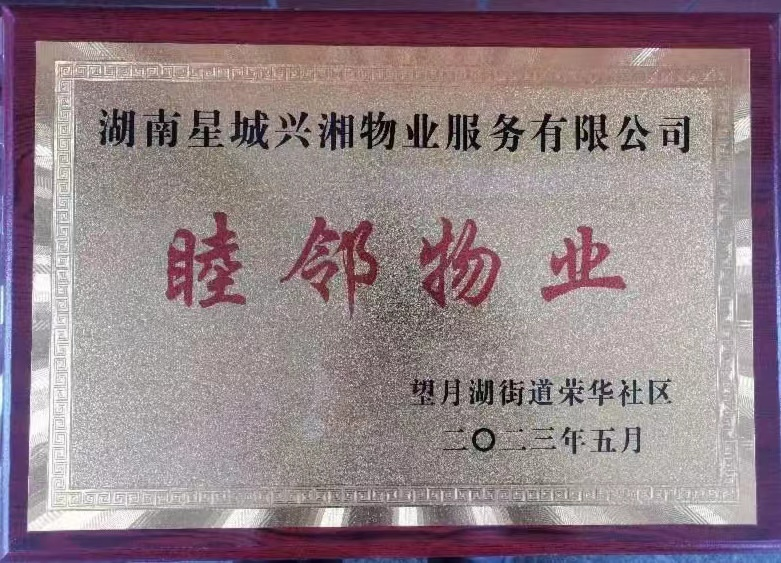 湖南星城兴湘物业服务有限公司
睦邻物业
望月湖街道荣华社区
二〇二三年五月